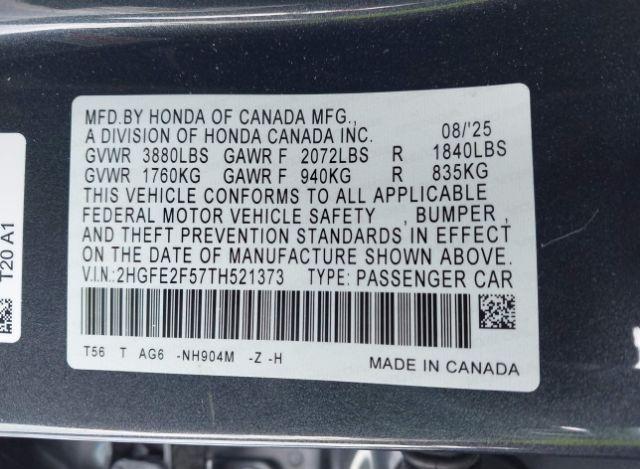 MFD.BY HONDA OF CANADA MFG.,
A DIVISION OF HONDA CANADA INC. 08/'25
GVWR 3880LBS GAWR F 2072LBS R 1840LBS
GVWR 1760KG GAWR F 940KG R 835KG
THIS VEHICLE CONFORMS TO ALL APPLICABLE
FEDERAL MOTOR VEHICLE SAFETY , BUMPER ,
AND THEFT PREVENTION STANDARDS IN EFFECT
ON THE DATE OF MANUFACTURE SHOWN ABOVE.
V.I.N:2HGFE2F57TH521373 TYPE: PASSENGER CAR
T56 T AG6 -NH904M -Z -H
MADE IN CANADA
T20 A1